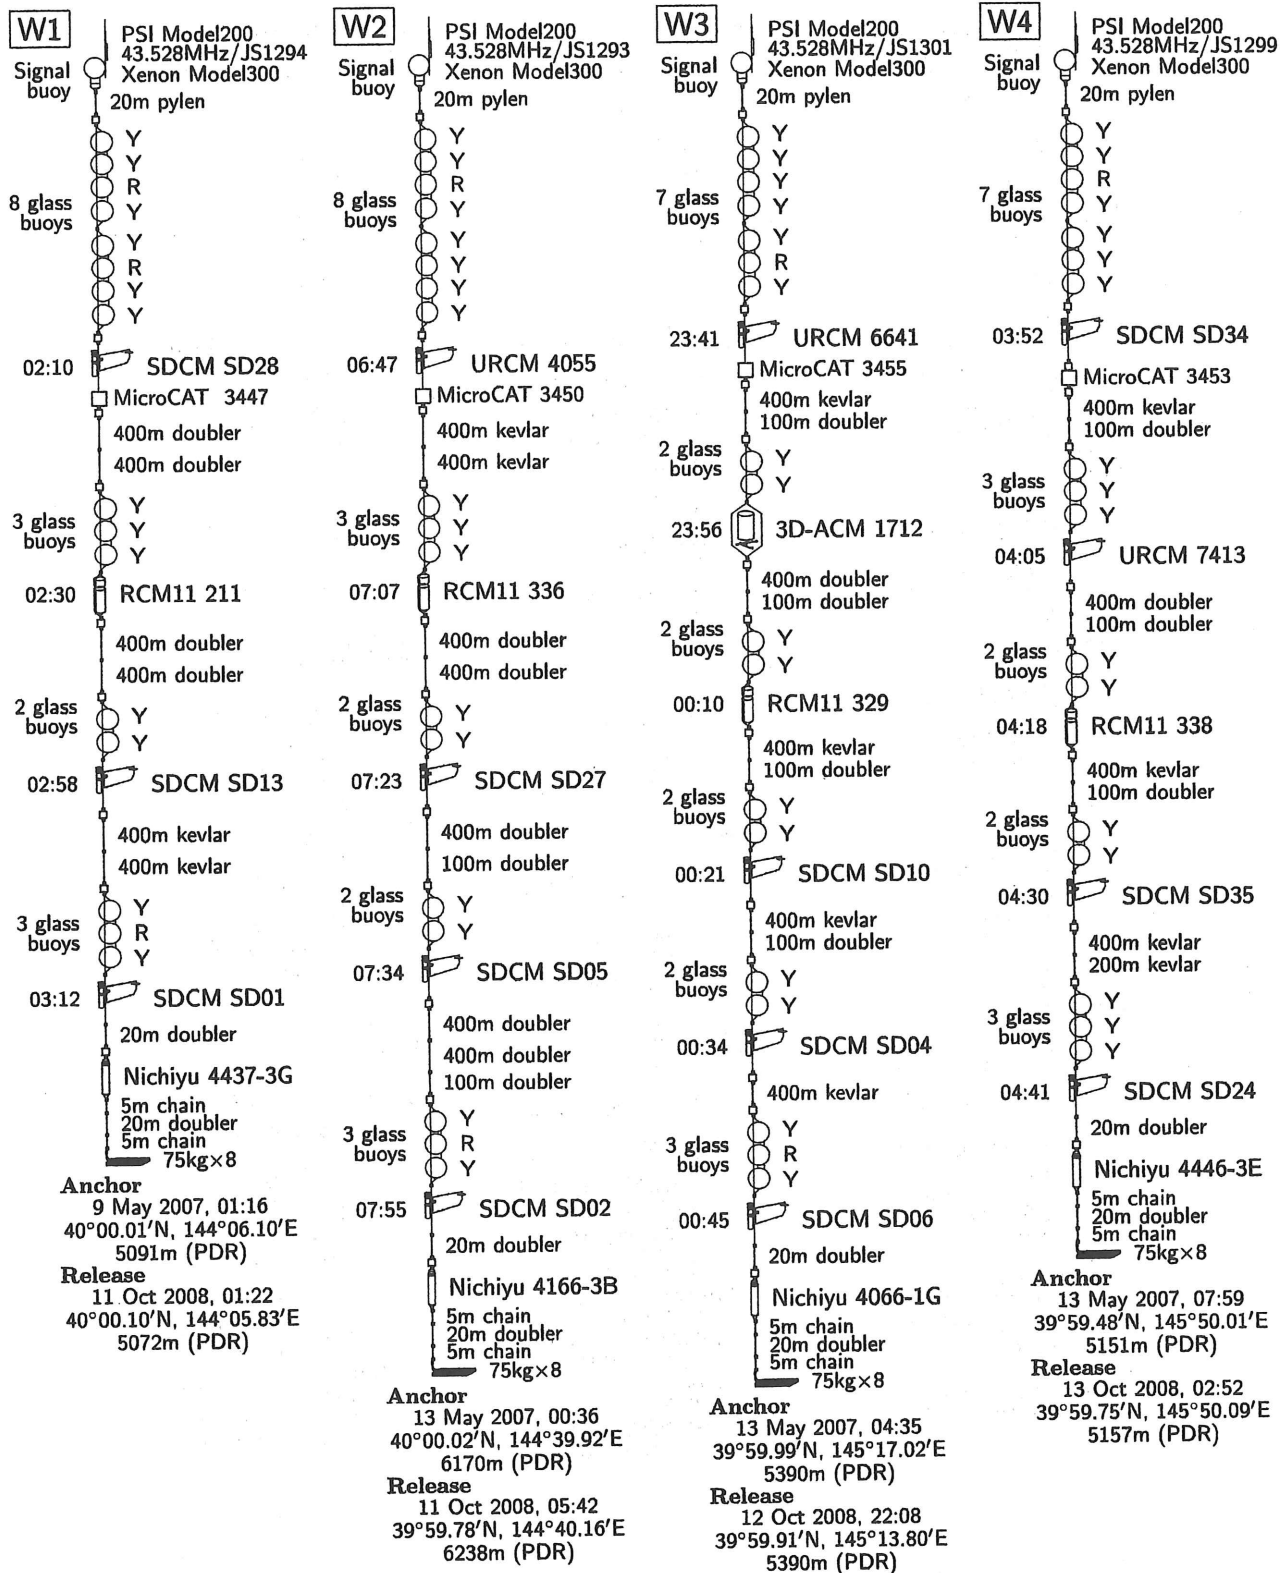 W1
PSI Model200
43.528MHz/JS1294
Xenon Model300
Signal
buoy
20m pylen
Y
Y
R
8 glass
buoys
Y
Y
R
Y
Y
02:10
SDCM SD28
MicroCAT 3447
400m doubler
400m doubler
3 glass
buoys
Y
Y
Y
02:30
RCM11 211
400m doubler
400m doubler
2 glass
buoys
Y
Y
02:58
SDCM SD13
400m kevlar
400m kevlar
3 glass
buoys
Y
R
Y
03:12
SDCM SD01
20m doubler
Nichiyu 4437-3G
5m chain
20m doubler
5m chain
75kg×8
Anchor
9 May 2007, 01:16
40°00.01′N, 144°06.10′E
5091m (PDR)
Release
11 Oct 2008, 01:22
40°00.10′N, 144°05.83′E
5072m (PDR)
W2
PSI Model200
43.528MHz/JS1293
Xenon Model300
Signal
buoy
20m pylen
Y
Y
R
8 glass
buoys
Y
Y
Y
Y
Y
06:47
URCM 4055
MicroCAT 3450
400m kevlar
400m kevlar
3 glass
buoys
Y
Y
Y
07:07
RCM11 336
400m doubler
400m doubler
2 glass
buoys
Y
Y
07:23
SDCM SD27
400m doubler
100m doubler
2 glass
buoys
Y
Y
07:34
SDCM SD05
400m doubler
400m doubler
100m doubler
3 glass
buoys
Y
R
Y
07:55
SDCM SD02
20m doubler
Nichiyu 4166-3B
5m chain
20m doubler
5m chain
75kg×8
Anchor
13 May 2007, 00:36
40°00.02′N, 144°39.92′E
6170m (PDR)
Release
11 Oct 2008, 05:42
39°59.78′N, 144°40.16′E
6238m (PDR)
W3
PSI Model200
43.528MHz/JS1301
Xenon Model300
Signal
buoy
20m pylen
Y
Y
Y
7 glass
buoys
Y
Y
R
Y
23:41
URCM 6641
MicroCAT 3455
400m kevlar
100m doubler
2 glass
buoys
Y
Y
23:56
3D-ACM 1712
400m doubler
100m doubler
2 glass
buoys
Y
Y
00:10
RCM11 329
400m kevlar
100m doubler
2 glass
buoys
Y
Y
00:21
SDCM SD10
400m kevlar
100m doubler
2 glass
buoys
Y
Y
00:34
SDCM SD04
400m kevlar
3 glass
buoys
Y
R
Y
00:45
SDCM SD06
20m doubler
Nichiyu 4066-1G
5m chain
20m doubler
5m chain
75kg×8
Anchor
13 May 2007, 04:35
39°59.99′N, 145°17.02′E
5390m (PDR)
Release
12 Oct 2008, 22:08
39°59.91′N, 145°13.80′E
5390m (PDR)
W4
PSI Model200
43.528MHz/JS1299
Xenon Model300
Signal
buoy
20m pylen
Y
Y
R
7 glass
buoys
Y
Y
Y
Y
03:52
SDCM SD34
MicroCAT 3453
400m kevlar
100m doubler
3 glass
buoys
Y
Y
Y
04:05
URCM 7413
400m doubler
100m doubler
2 glass
buoys
Y
Y
04:18
RCM11 338
400m kevlar
100m doubler
2 glass
buoys
Y
Y
04:30
SDCM SD35
400m kevlar
200m kevlar
3 glass
buoys
Y
Y
Y
04:41
SDCM SD24
20m doubler
Nichiyu 4446-3E
5m chain
20m doubler
5m chain
75kg×8
Anchor
13 May 2007, 07:59
39°59.48′N, 145°50.01′E
5151m (PDR)
Release
13 Oct 2008, 02:52
39°59.75′N, 145°50.09′E
5157m (PDR)